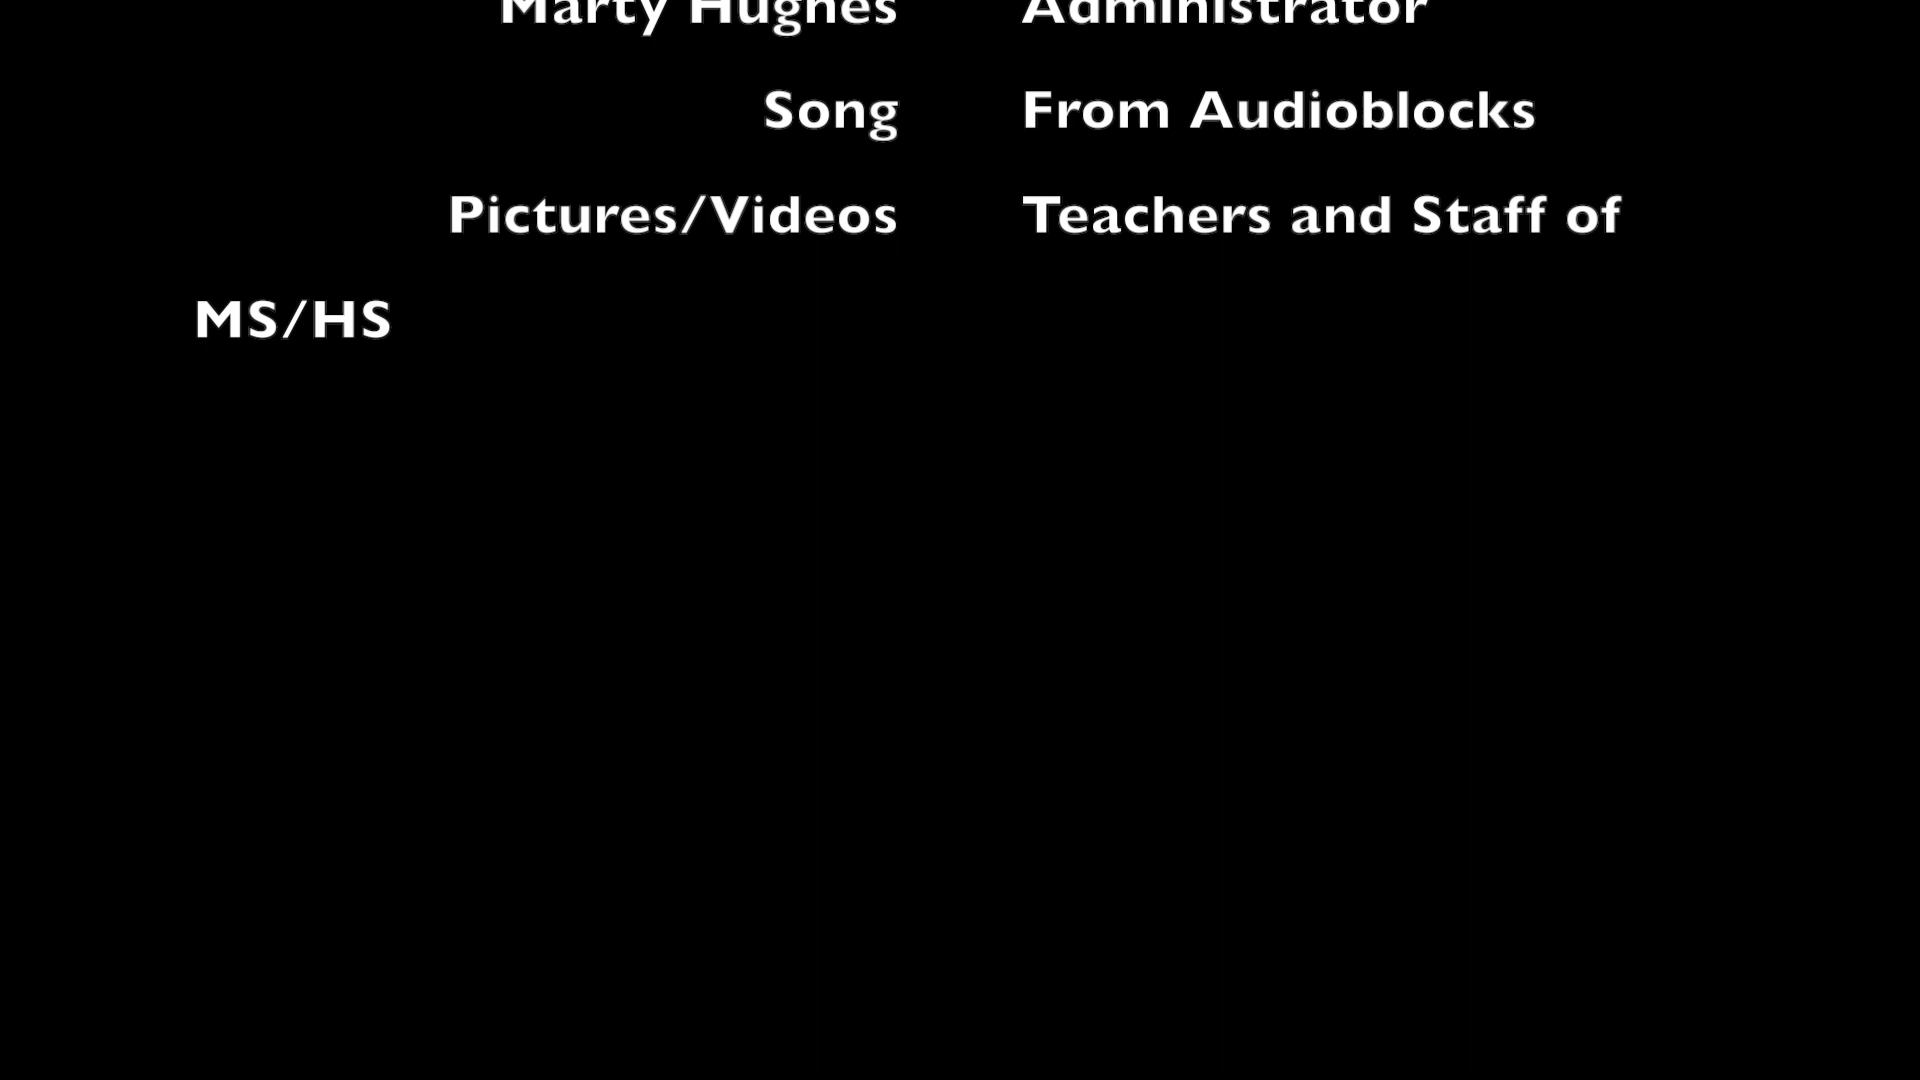 Marty Hughes Administrator
Song From Audioblocks
Pictures/Videos Teachers and Staff of
MS/HS